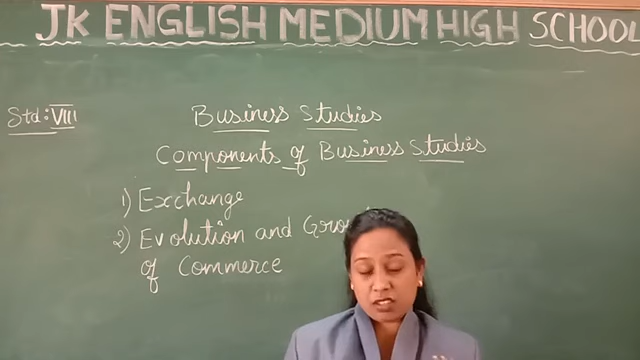 JK ENGLISH MEDIUM HIGH SCHOOL
Std: VIII
Business Studies
Components of Business Studies
1) Exchange
2) Evolution and Gro
of Commerce